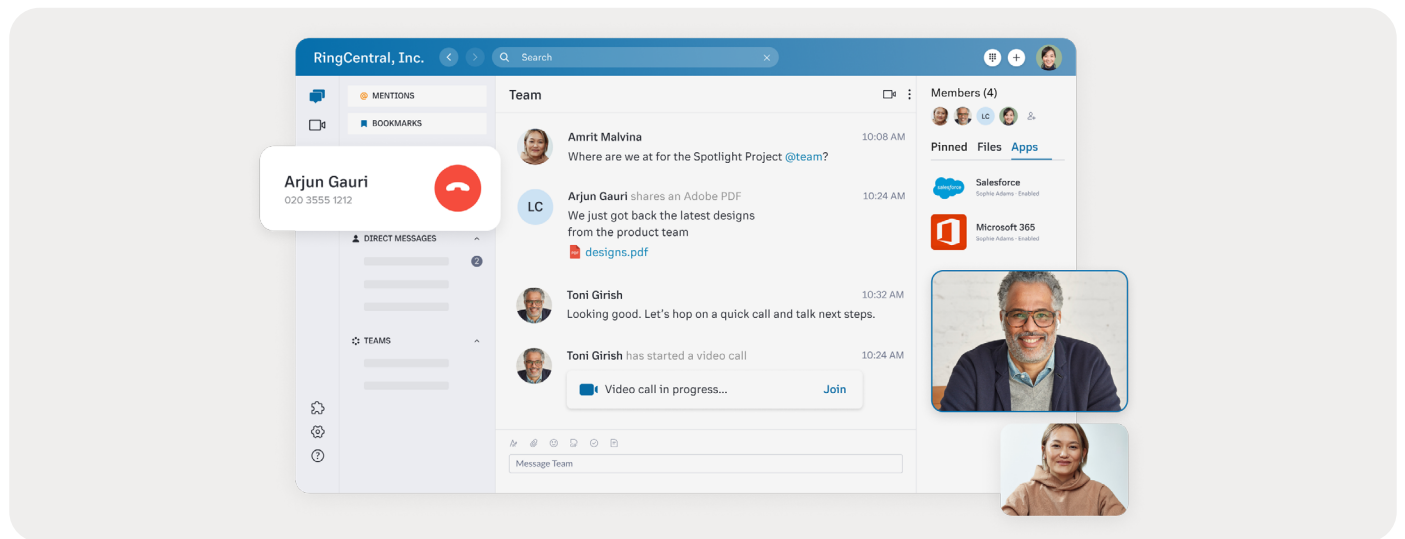 RingCentral, Inc.
Search
@ MENTIONS
BOOKMARKS
Arjun Gauri
020 3555 1212
DIRECT MESSAGES
2
TEAMS
Team
Amrit Malvina 10:08 AM
Where are we at for the Spotlight Project @team?
LC
Arjun Gauri shares an Adobe PDF 10:24 AM
We just got back the latest designs
from the product team
designs.pdf
Toni Girish 10:32 AM
Looking good. Let’s hop on a quick call and talk next steps.
Toni Girish has started a video call 10:24 AM
Video call in progress... Join
Message Team
Members (4)
LC
Pinned Files Apps
salesforce
Salesforce
Sophie Adams · Enabled
Microsoft 365
Sophie Adams · Enabled